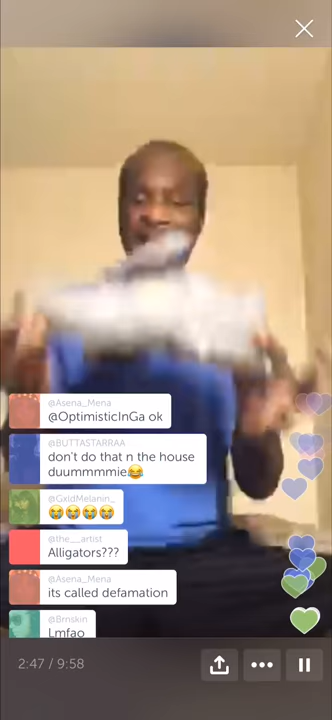 @Asena_Mena
@OptimisticInGa ok
@BUTTASTARRAA
don't do that n the house
duummmmie😂
@GxldMelanin_
😭😭😭😭
@the__artist
Alligators???
@Asena_Mena
its called defamation
@Brnskin
Lmfao
2:47 / 9:58